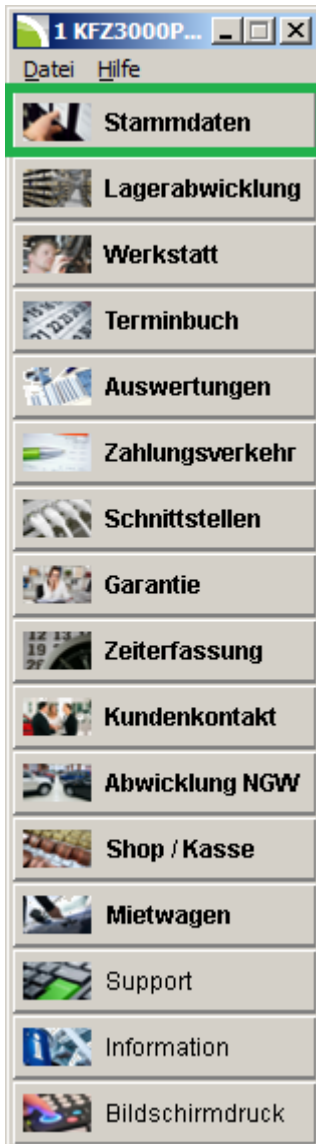 1 KFZ3000P...
Datei Hilfe
Stammdaten
Lagerabwicklung
Werkstatt
Terminbuch
Auswertungen
Zahlungsverkehr
Schnittstellen
Garantie
Zeiterfassung
Kundenkontakt
Abwicklung NGW
Shop / Kasse
Mietwagen
Support
Information
Bildschirmdruck